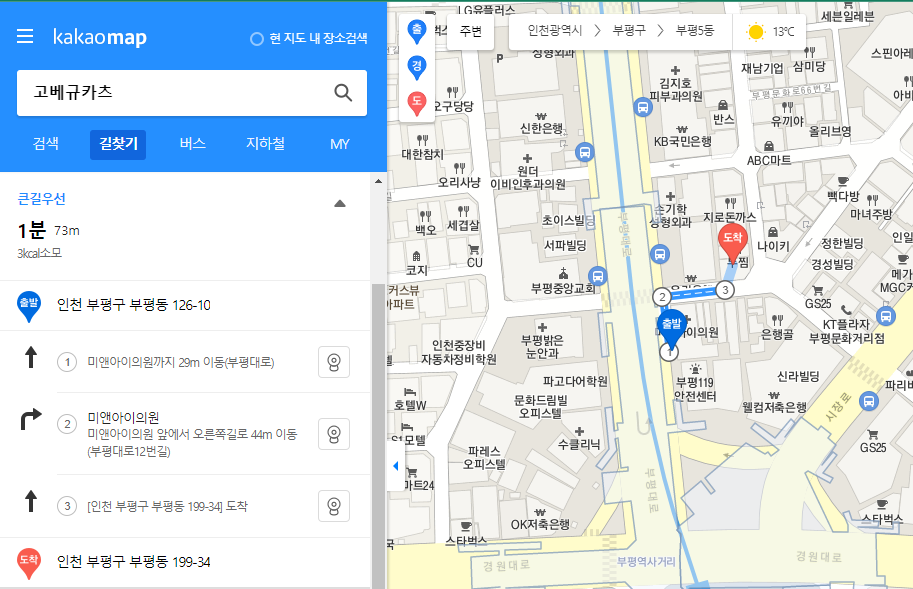 kakaomap
현 지도 내 장소검색
고베규카츠
검색 길찾기 버스 지하철 MY
큰길우선
1분 73m
3kcal소모
출발 인천 부평구 부평동 126-10
1 미앤아이의원까지 29m 이동(부평대로)
2 미앤아이의원
미앤아이의원 앞에서 오른쪽길로 44m 이동
(부평대로12번길)
3 [인천 부평구 부평동 199-34] 도착
도착 인천 부평구 부평동 199-34
출
경
도
주변
인천광역시 부평구 부평5동
13℃
LG유플러스
세븐일레븐
성형외과
P
김지호
피부과의원
재남기업
삼미당
스핀아
부평문화로66번길
오구당당
신한은행
반스
유끼야
올리브영
KB국민은행
대한참치
원더
이비인후과의원
ABC마트
오리사냥
백다방
마녀주방
백오
세겹살
초이스빌딩
손기학
성형외과
지로돈까스
도착
나이키
서파빌딩
부평대로
정한빌딩
인일
경성빌딩
코지
CU
부평중앙교회
메가
MGC커
GS25
2
3
출발
1
KT플라자
부평문화거리점
은행골
인천중장비
자동차정비학원
부평밝은
눈안과
파고다어학원
부평119
안전센터
신라빌딩
파리바
호텔W
문화드림빌
오피스텔
웰컴저축은행
시장로
S1모텔
수클리닉
GS25
파레스
오피스텔
마트24
부평대로
OK저축은행
스타벅스
스타벅스
경원대로
부평역사거리
경원대로